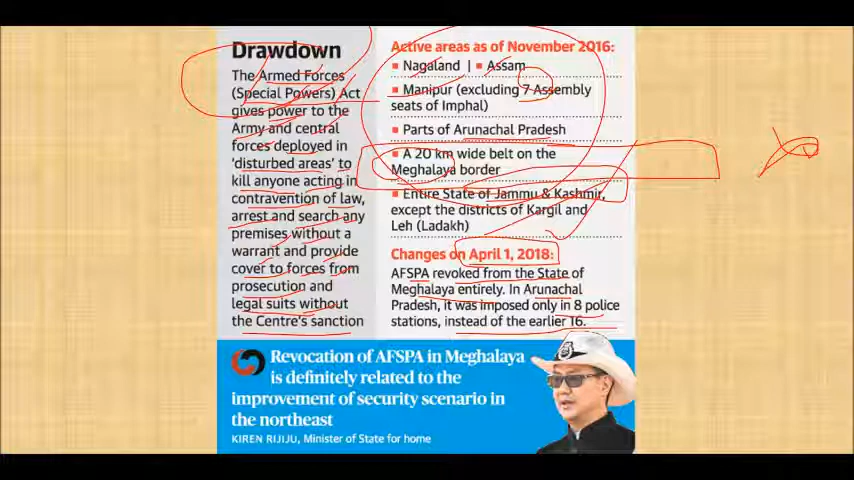 Drawdown
The Armed Forces
(Special Powers) Act
gives power to the
Army and central
forces deployed in
'disturbed areas' to
kill anyone acting in
contravention of law,
arrest and search any
premises without a
warrant and provide
cover to forces from
prosecution and
legal suits without
the Centre's sanction
Active areas as of November 2016:
Nagaland | Assam
Manipur (excluding 7 Assembly
seats of Imphal)
Parts of Arunachal Pradesh
A 20 km wide belt on the
Meghalaya border
Entire State of Jammu & Kashmir,
except the districts of Kargil and
Leh (Ladakh)
Changes on April 1, 2018:
AFSPA revoked from the State of
Meghalaya entirely. In Arunachal
Pradesh, it was imposed only in 8 police
stations, instead of the earlier 16.
Revocation of AFSPA in Meghalaya
is definitely related to the
improvement of security scenario in
the northeast
KIREN RIJIJU, Minister of State for home